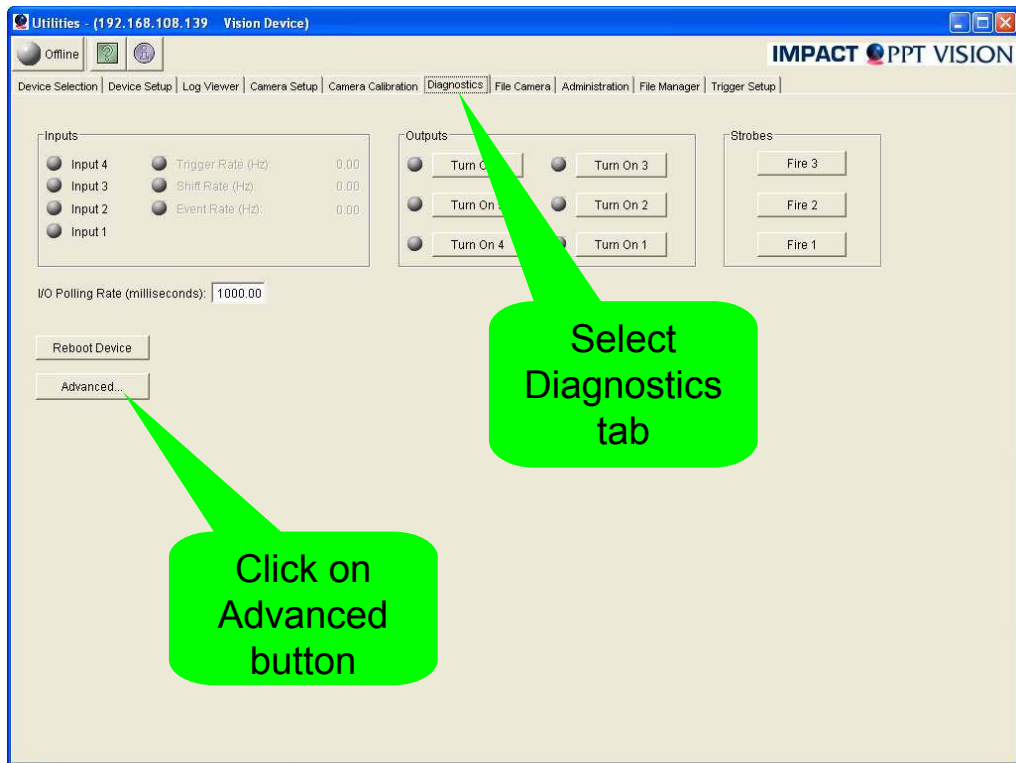 Utilities - (192.168.108.139 Vision Device)
Offline
IMPACT PPT VISION
Device Selection Device Setup Log Viewer Camera Setup Camera Calibration Diagnostics File Camera Administration File Manager Trigger Setup
Inputs
Input 4 Trigger Rate (Hz): 0.00
Input 3 Shift Rate (Hz): 0.00
Input 2 Event Rate (Hz): 0.00
Input 1
Outputs
Turn Turn On 3
Turn On Turn On 2
Turn On 4 Turn On 1
Strobes
Fire 3
Fire 2
Fire 1
I/O Polling Rate (milliseconds): 1000.00
Reboot Device
Advanced...
Select
Diagnostics
tab
Click on
Advanced
button